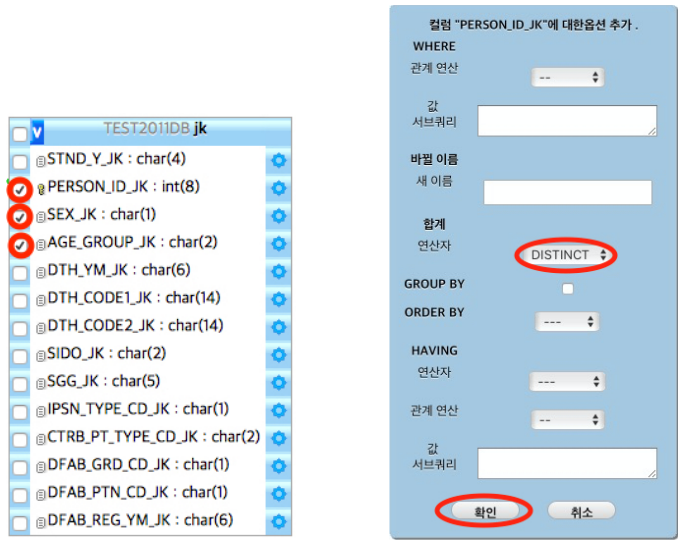 TEST2011DB jk
STND_Y_JK : char(4)
PERSON_ID_JK : int(8)
SEX_JK : char(1)
AGE_GROUP_JK : char(2)
DTH_YM_JK : char(6)
DTH_CODE1_JK : char(14)
DTH_CODE2_JK : char(14)
SIDO_JK : char(2)
SGG_JK : char(5)
IPSN_TYPE_CD_JK : char(1)
CTRB_PT_TYPE_CD_JK : char(2)
DFAB_GRD_CD_JK : char(1)
DFAB_PTN_CD_JK : char(1)
DFAB_REG_YM_JK : char(6)
컬럼 "PERSON_ID_JK"에 대한옵션 추가 .
WHERE
관계 연산 --
값
서브쿼리
바뀔 이름
새 이름
합계
연산자 DISTINCT
GROUP BY
ORDER BY ---
HAVING
연산자 ---
관계 연산 --
값
서브쿼리
확인 취소